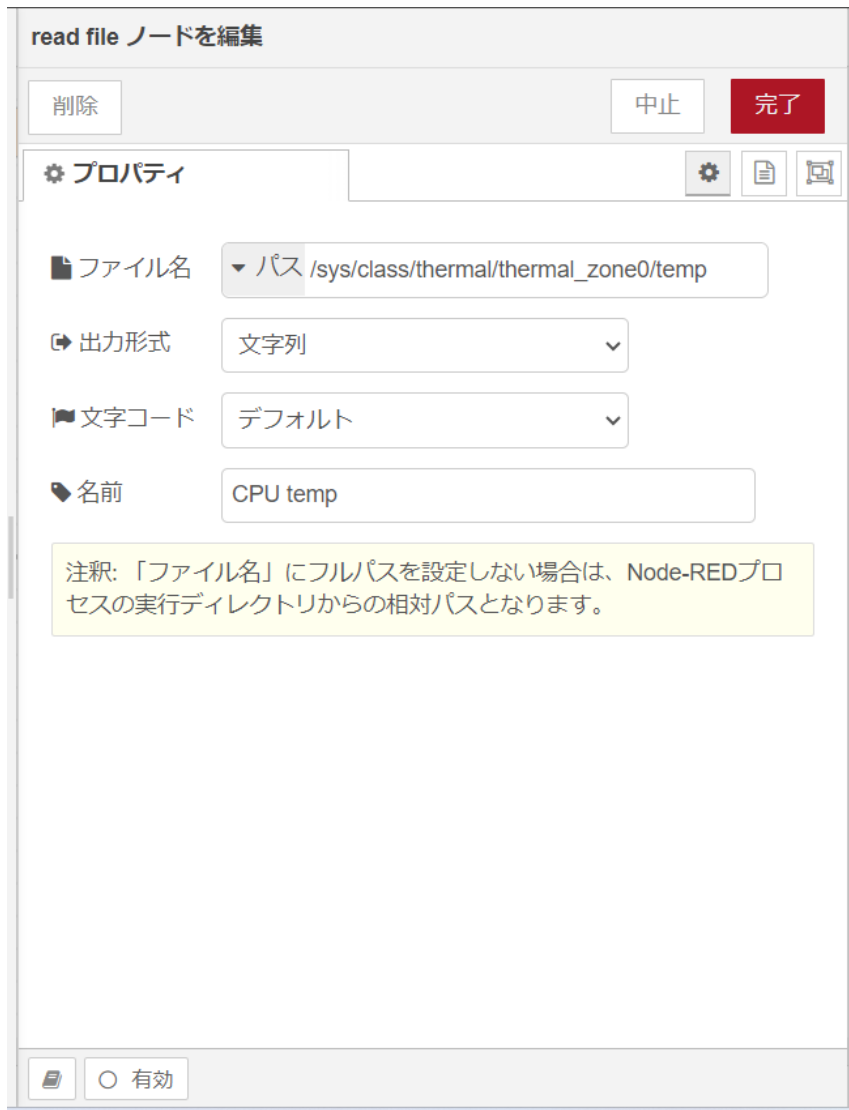 read file ノードを編集
削除
中止
完了
プロパティ
ファイル名
パス /sys/class/thermal/thermal_zone0/temp
出力形式
文字列
文字コード
デフォルト
名前
CPU temp
注釈: 「ファイル名」にフルパスを設定しない場合は、Node-REDプロ
セスの実行ディレクトリからの相対パスとなります。
有効